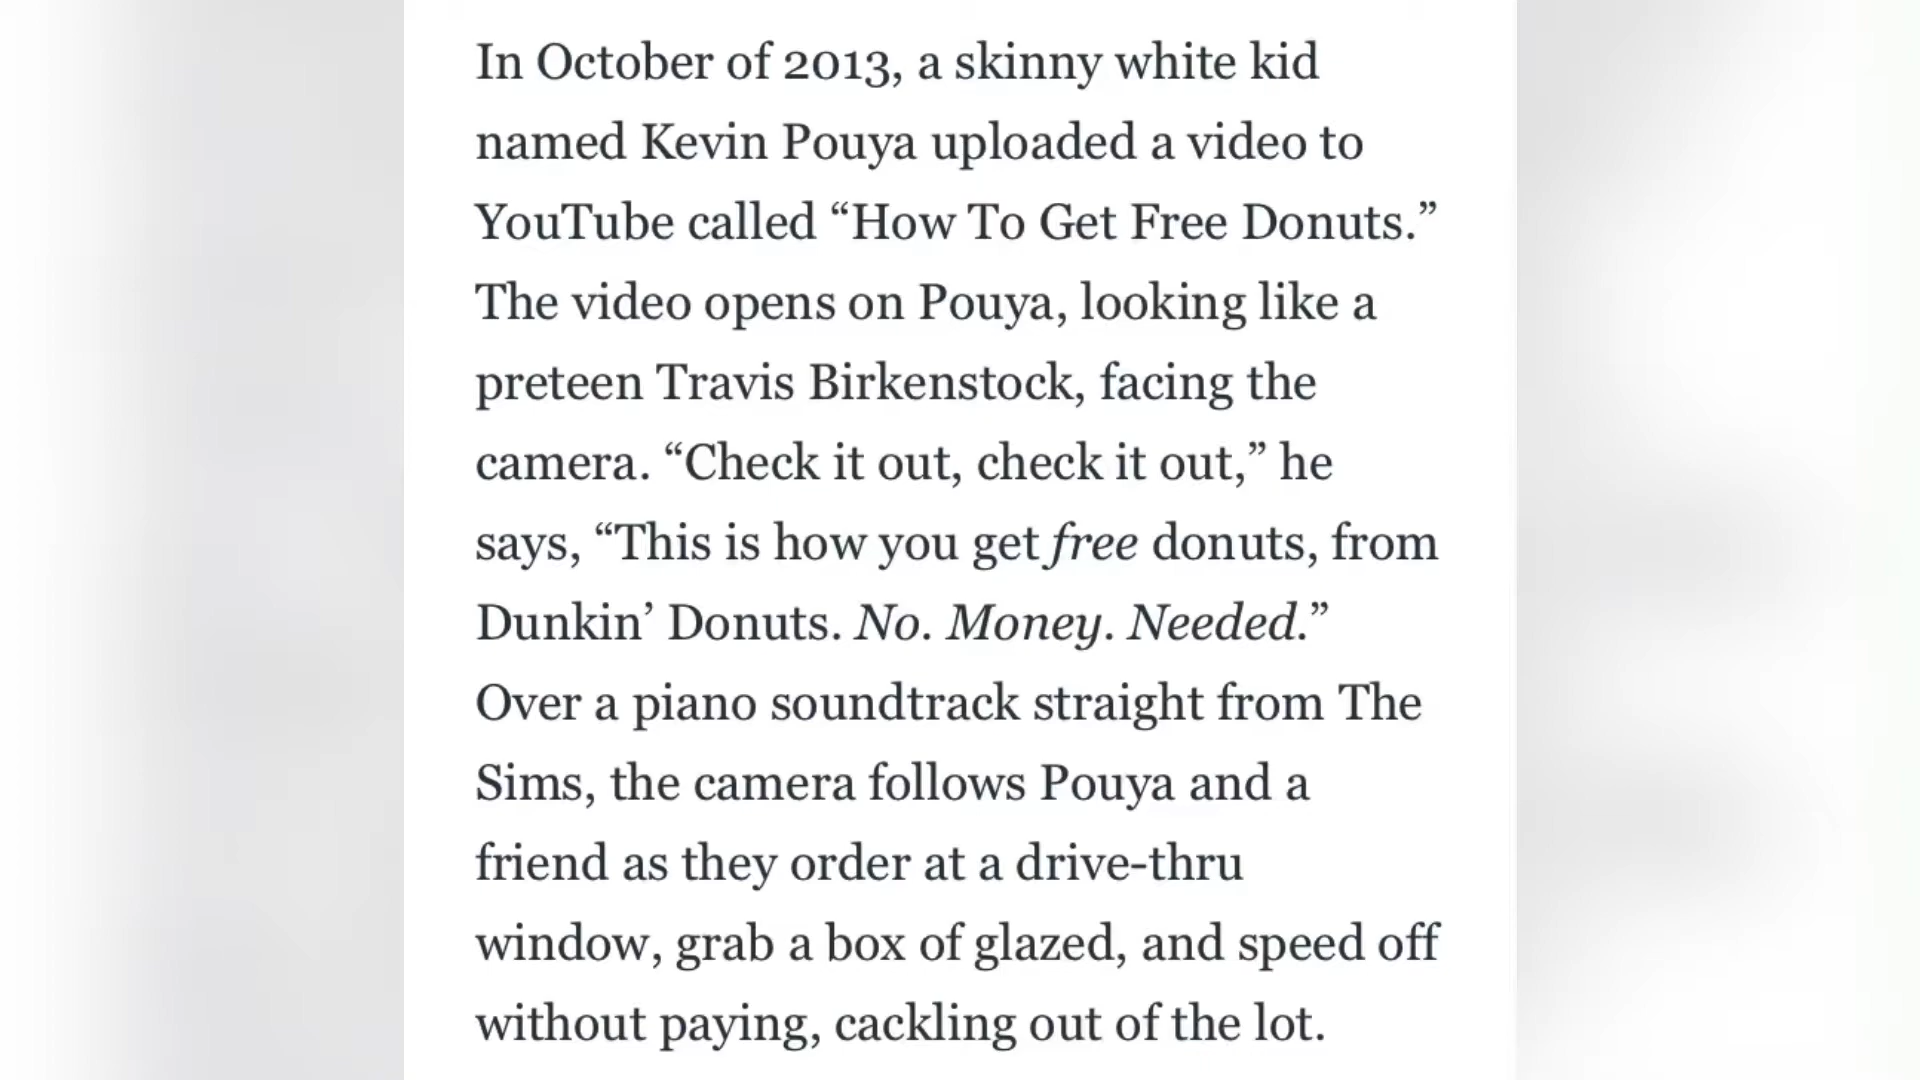 In October of 2013, a skinny white kid
named Kevin Pouya uploaded a video to
YouTube called “How To Get Free Donuts.”
The video opens on Pouya, looking like a
preteen Travis Birkenstock, facing the
camera. “Check it out, check it out,” he
says, “This is how you get free donuts, from
Dunkin’ Donuts. No. Money. Needed.”
Over a piano soundtrack straight from The
Sims, the camera follows Pouya and a
friend as they order at a drive-thru
window, grab a box of glazed, and speed off
without paying, cackling out of the lot.